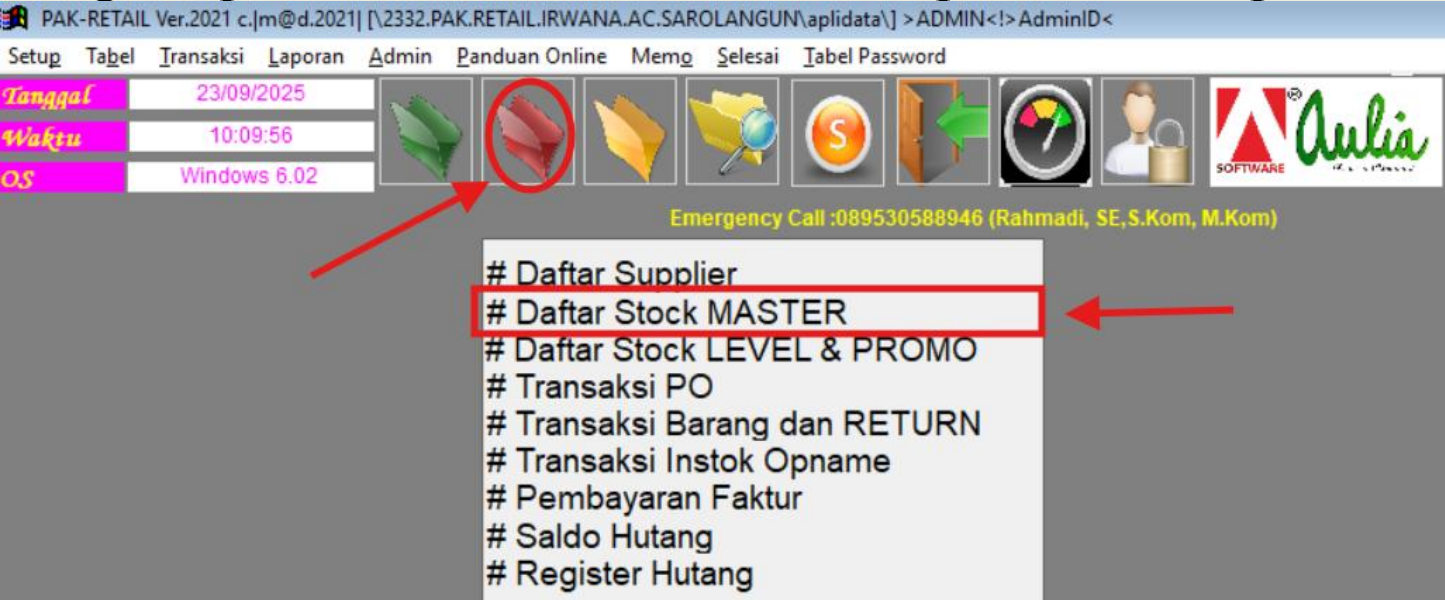 PAK-RETAIL Ver.2021 c.|m@d.2021| [\2332.PAK.RETAIL.IRWANA.AC.SAROLANGUN\aplidata\] >ADMIN<!>AdminID<
Setup Tabel Transaksi Laporan Admin Panduan Online Memo Selesai Tabel Password
Tanggal 23/09/2025
Waktu 10:09:56
OS Windows 6.02
S
SOFTWARE
® Aulia
Emergency Call :089530588946 (Rahmadi, SE,S.Kom, M.Kom)
# Daftar Supplier
# Daftar Stock MASTER
# Daftar Stock LEVEL & PROMO
# Transaksi PO
# Transaksi Barang dan RETURN
# Transaksi Instok Opname
# Pembayaran Faktur
# Saldo Hutang
# Register Hutang